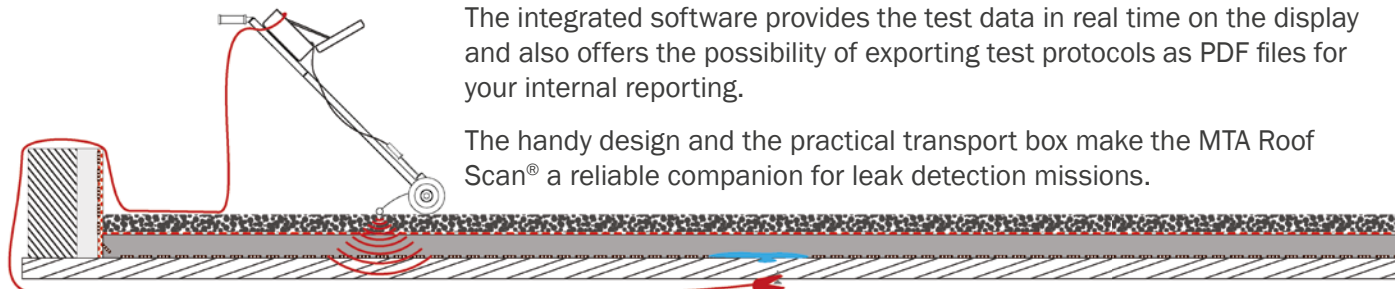 The integrated software provides the test data in real time on the display
and also offers the possibility of exporting test protocols as PDF files for
your internal reporting.
The handy design and the practical transport box make the MTA Roof
Scan® a reliable companion for leak detection missions.